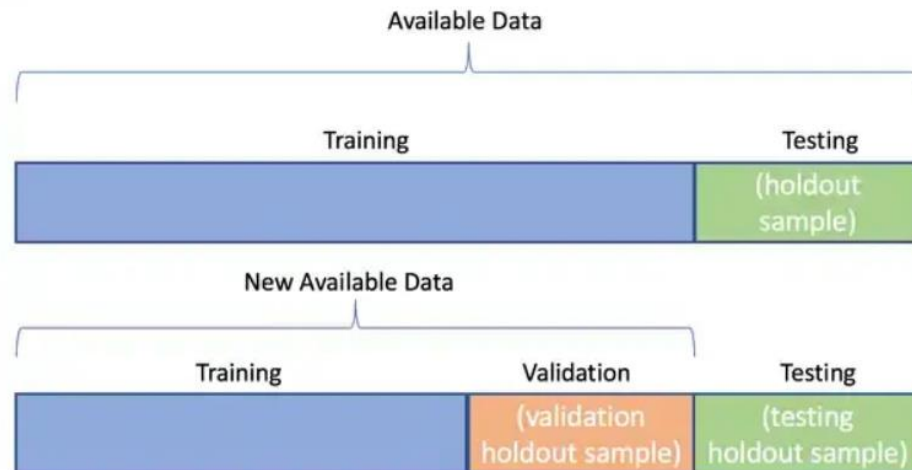 Available Data
Training
Testing
(holdout
sample)
New Available Data
Training
Validation
Testing
(validation
holdout sample)
(testing
holdout sample)